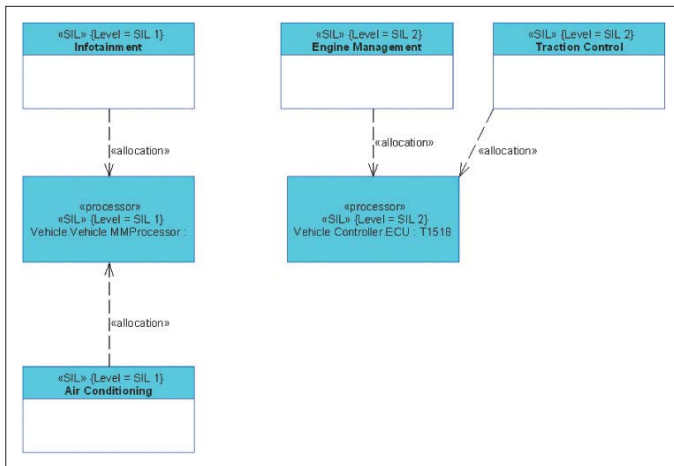 «SIL» {Level = SIL 1}
Infotainment
«SIL» {Level = SIL 2}
Engine Management
«SIL» {Level = SIL 2}
Traction Control
«allocation»
«allocation»
«allocation»
«processor»
«SIL» {Level = SIL 1}
Vehicle.Vehicle MMProcessor :
«processor»
«SIL» {Level = SIL 2}
Vehicle Controller.ECU : T1518
«allocation»
«SIL» {Level = SIL 1}
Air Conditioning